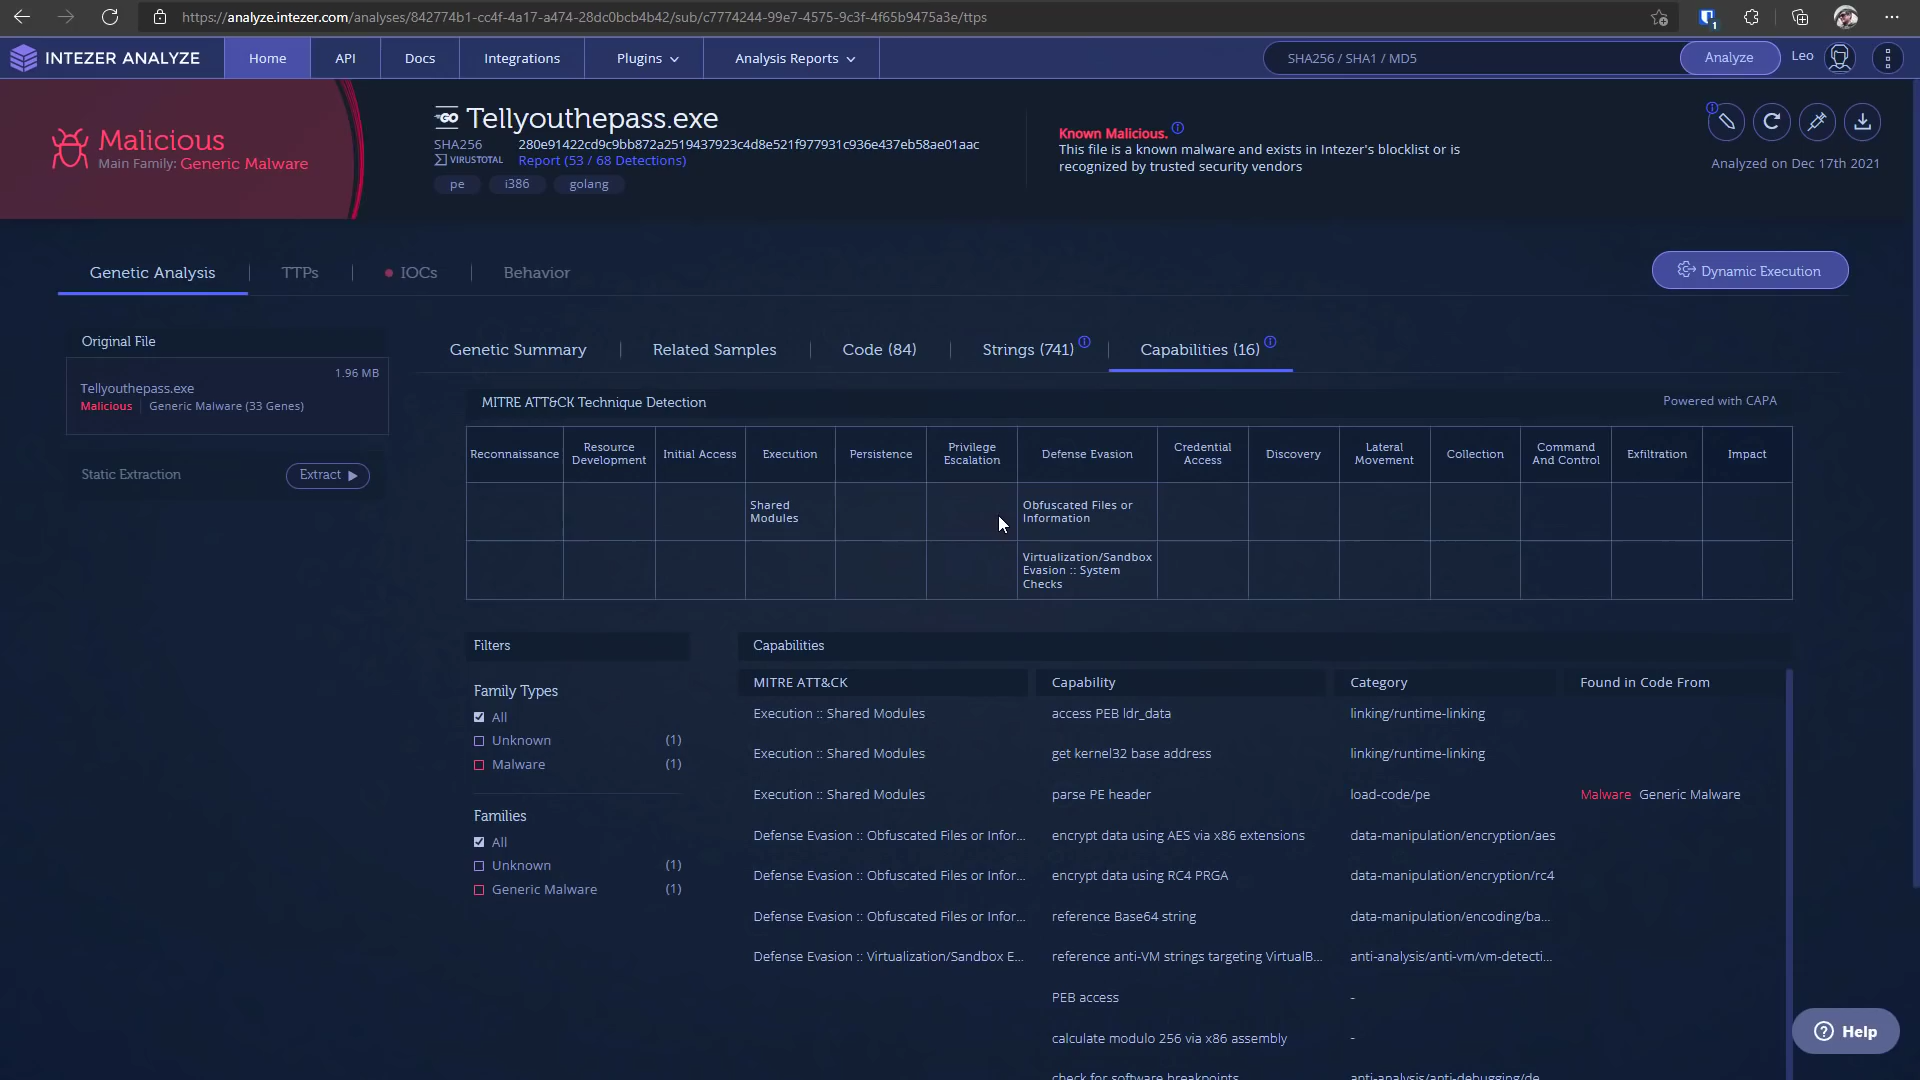 https://analyze.intezer.com/analyses/842774b1-cc4f-4a17-a474-28dc0bcb4b42/sub/c7774244-99e7-4575-9c3f-4f65b9475a3e/ttps
1
INTEZER ANALYZE
Home
API
Docs
Integrations
Plugins
Analysis Reports
SHA256 / SHA1 / MD5
Analyze
Leo
Malicious
Main Family: Generic Malware
GO Tellyouthepass.exe
SHA256 280e91422cd9c9bb872a2519437923c4d8e521f977931c936e437eb58ae01aac
VIRUSTOTAL Report (53 / 68 Detections)
pe i386 golang
Known Malicious.
This file is a known malware and exists in Intezer's blocklist or is
recognized by trusted security vendors
Analyzed on Dec 17th 2021
Genetic Analysis
TTPs
IOCs
Behavior
Dynamic Execution
Original File
1.96 MB
Tellyouthepass.exe
Malicious Generic Malware (33 Genes)
Static Extraction
Extract
Genetic Summary
Related Samples
Code (84)
Strings (741)
Capabilities (16)
MITRE ATT&CK Technique Detection
Powered with CAPA
Reconnaissance
Resource
Development
Initial Access
Execution
Persistence
Privilege
Escalation
Defense Evasion
Credential
Access
Discovery
Lateral
Movement
Collection
Command
And Control
Exfiltration
Impact
Shared
Modules
Obfuscated Files or
Information
Virtualization/Sandbox
Evasion :: System
Checks
Filters
Family Types
All
Unknown (1)
Malware (1)
Families
All
Unknown (1)
Generic Malware (1)
Capabilities
MITRE ATT&CK Capability Category Found in Code From
Execution :: Shared Modules access PEB ldr_data linking/runtime-linking
Execution :: Shared Modules get kernel32 base address linking/runtime-linking
Execution :: Shared Modules parse PE header load-code/pe Malware Generic Malware
Defense Evasion :: Obfuscated Files or Infor... encrypt data using AES via x86 extensions data-manipulation/encryption/aes
Defense Evasion :: Obfuscated Files or Infor... encrypt data using RC4 PRGA data-manipulation/encryption/rc4
Defense Evasion :: Obfuscated Files or Infor... reference Base64 string data-manipulation/encoding/ba...
Defense Evasion :: Virtualization/Sandbox E... reference anti-VM strings targeting VirtualB... anti-analysis/anti-vm/vm-detecti...
PEB access -
calculate modulo 256 via x86 assembly -
check for software breakpoints anti-analysis/anti-debugging/de...
Help